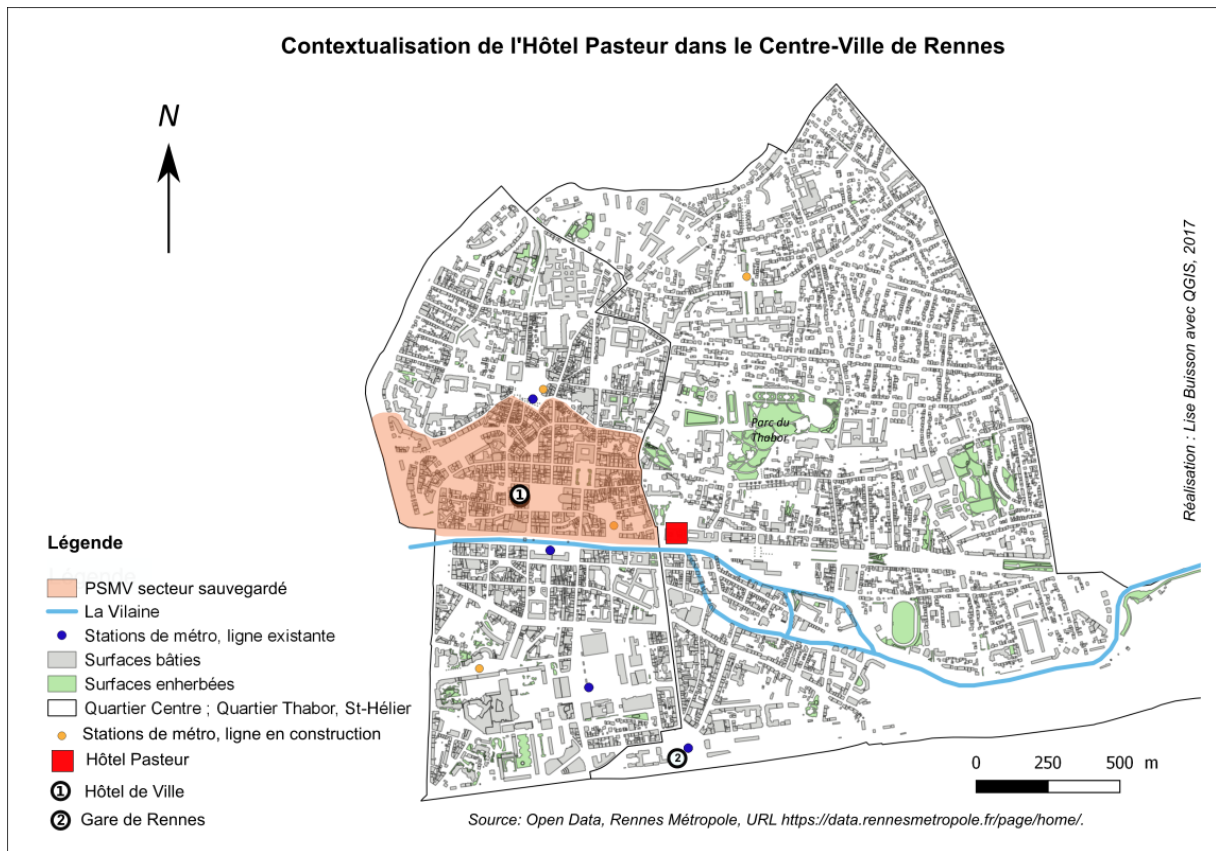 Contextualisation de l'Hôtel Pasteur dans le Centre-Ville de Rennes
N
Parc du
Thabor
1
2
Réalisation : Lise Buisson avec QGIS, 2017
Légende
PSMV secteur sauvegardé
La Vilaine
Stations de métro, ligne existante
Surfaces bâties
Surfaces enherbées
Quartier Centre ; Quartier Thabor, St-Hélier
Stations de métro, ligne en construction
Hôtel Pasteur
1 Hôtel de Ville
2 Gare de Rennes
0 250 500 m
Source: Open Data, Rennes Métropole, URL https://data.rennesmetropole.fr/page/home/.